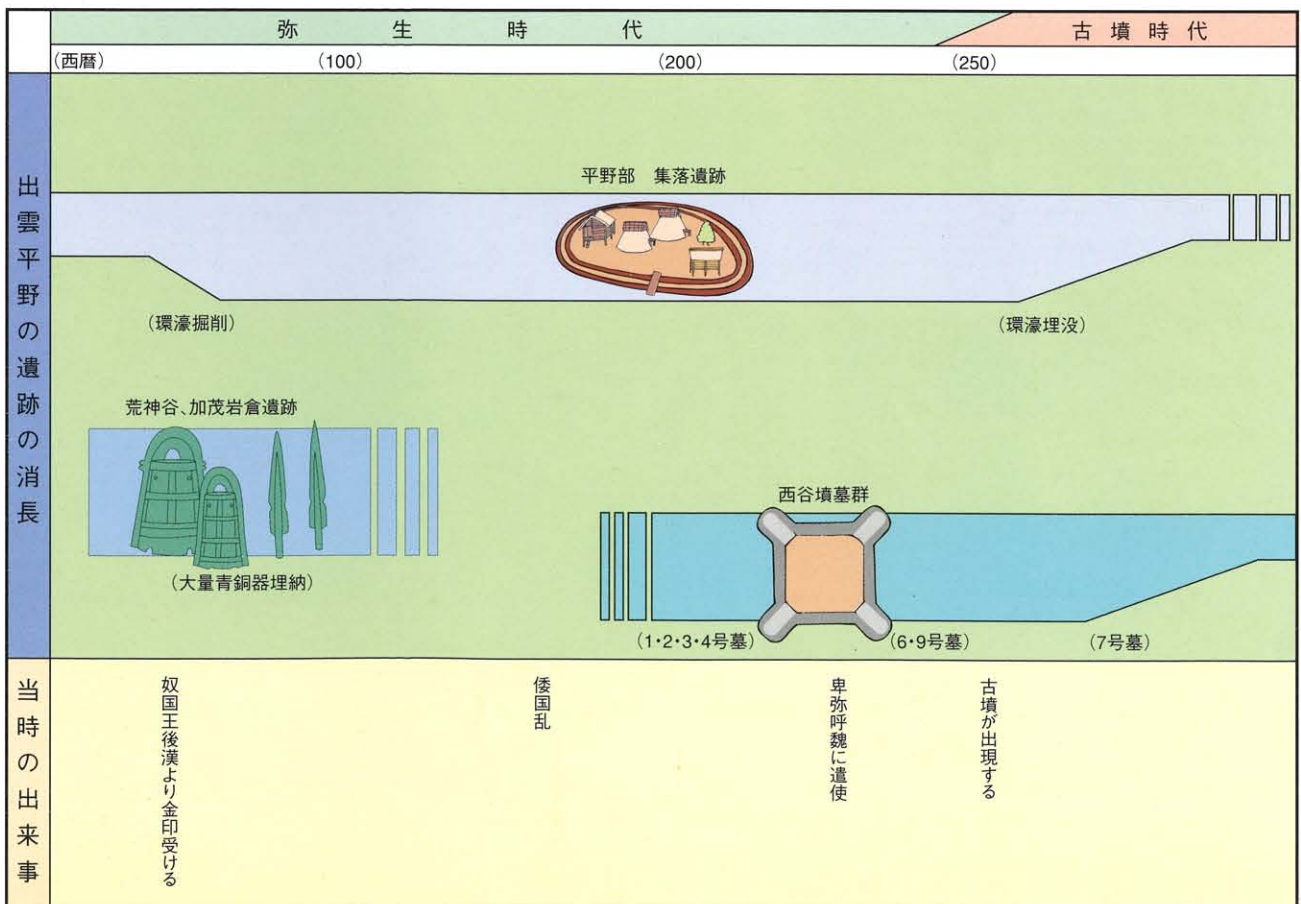 弥生時代
古墳時代
(西暦)
(100)
(200)
(250)
出雲平野の遺跡の消長
平野部 集落遺跡
(環濠掘削)
(環濠埋没)
荒神谷、加茂岩倉遺跡
(大量青銅器埋納)
西谷墳墓群
(1・2・3・4号墓)
(6・9号墓)
(7号墓)
当時の出来事
奴国王後漢より金印受ける
倭国乱
卑弥呼魏に遣使
古墳が出現する